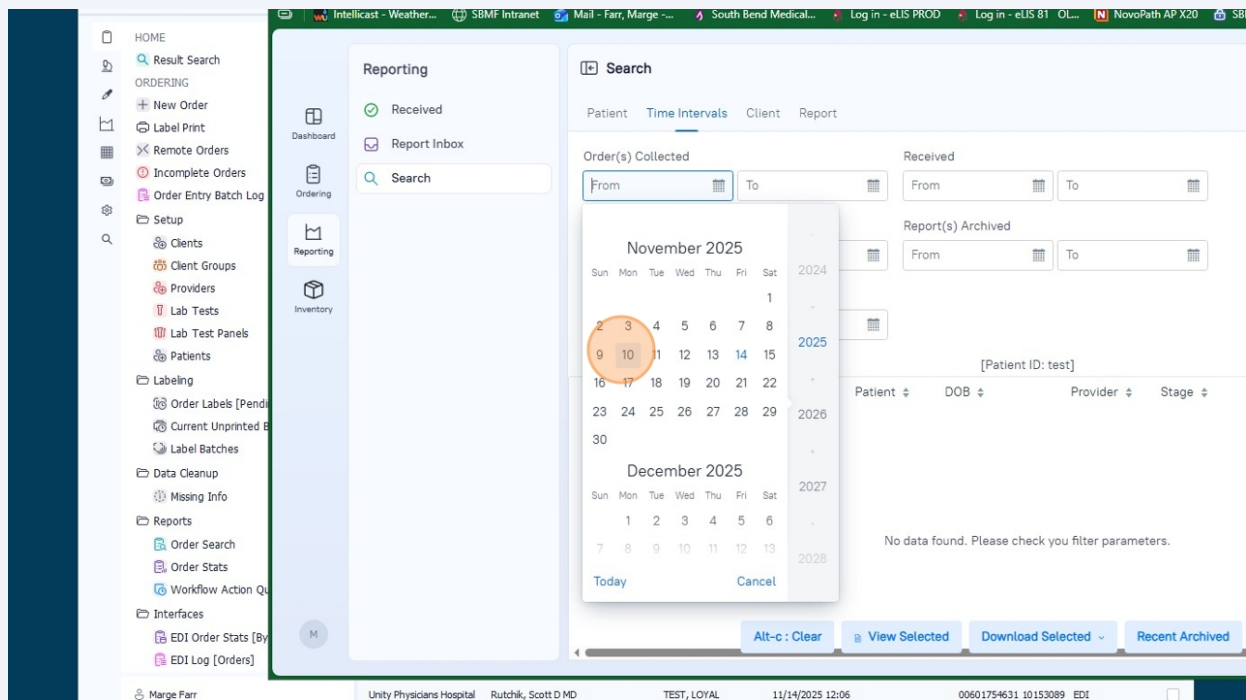 Intellicast - Weather... SBMF Intranet Mail - Farr, Marge -... South Bend Medical... Log in - eLIS PROD Log in - eLIS 81 OL... NovoPath AP X20
HOME
Result Search
ORDERING
New Order
Label Print
Remote Orders
Incomplete Orders
Order Entry Batch Log
Setup
Clients
Client Groups
Providers
Lab Tests
Lab Test Panels
Patients
Labeling
Order Labels
Current Unprinted
Label Batches
Data Cleanup
Missing Info
Reports
Order Search
Order Stats
Workflow Action
Interfaces
EDI Order Stats
EDI Log [Orders]
Marge Farr
Dashboard
Ordering
Reporting
Inventory
M
Reporting
Received
Report Inbox
Search
Search
Patient Time Intervals Client Report
Order(s) Collected Received
From To From To
Report(s) Archived
From To
November 2025
Sun Mon Tue Wed Thu Fri Sat
1
2 3 4 5 6 7 8
9 10 11 12 13 14 15
16 17 18 19 20 21 22
23 24 25 26 27 28 29
30
December 2025
Sun Mon Tue Wed Thu Fri Sat
1 2 3 4 5 6
7 8 9 10 11 12 13
Today Cancel
2024
2025
2026
2027
2028
[Patient ID: test]
Patient DOB Provider Stage
No data found. Please check you filter parameters.
Alt-c : Clear View Selected Download Selected Recent Archived
Unity Physicians Hospital Rutchik, Scott D MD TEST, LOYAL 11/14/2025 12:06 00601754631 10153089 EDI